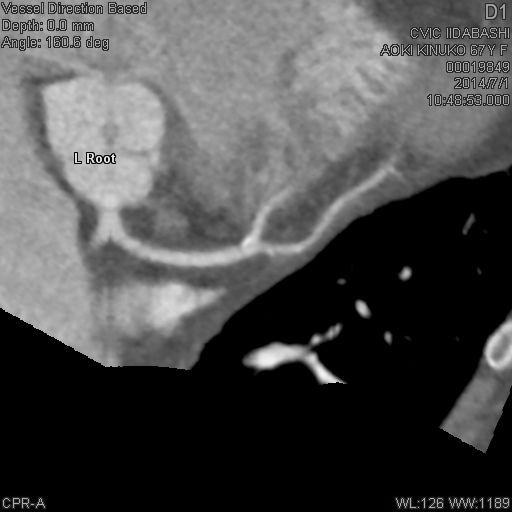 Vessel Direction Based
Depth: 0.0 mm
Angle: 160.6 deg
D1
CVIC IIDABASHI
AOKI KINUKO 67Y F
00019849
2014/7/1
10:48:53.000
L Root
CPR-A
WL:126 WW:1189